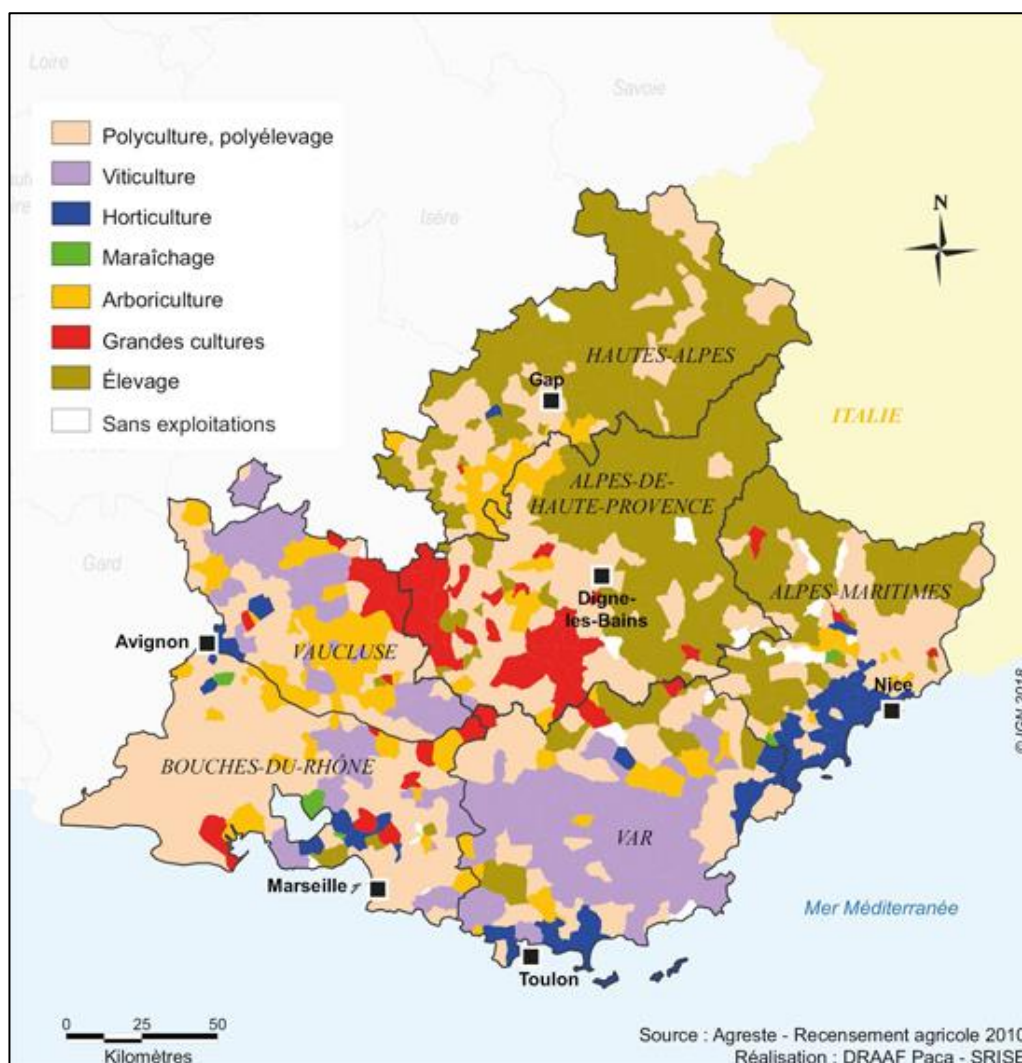 Loire
Savoie
Isère
Polyculture, polyélevage
Viticulture
Horticulture
Maraîchage
Arboriculture
Grandes cultures
Élevage
Sans exploitations
N
HAUTES-ALPES
Gap
ITALIE
ALPES-DE-
HAUTE-PROVENCE
Gard
ALPES-MARITIMES
Digne-
les-Bains
Avignon
VAUCLUSE
Nice
© IGN 2018
BOUCHES-DU-RHÔNE
VAR
Marseille
Mer Méditerranée
Toulon
0 25 50
Kilomètres
Source : Agreste - Recensement agricole 2010
Réalisation : DRAAF Paca - SRISE